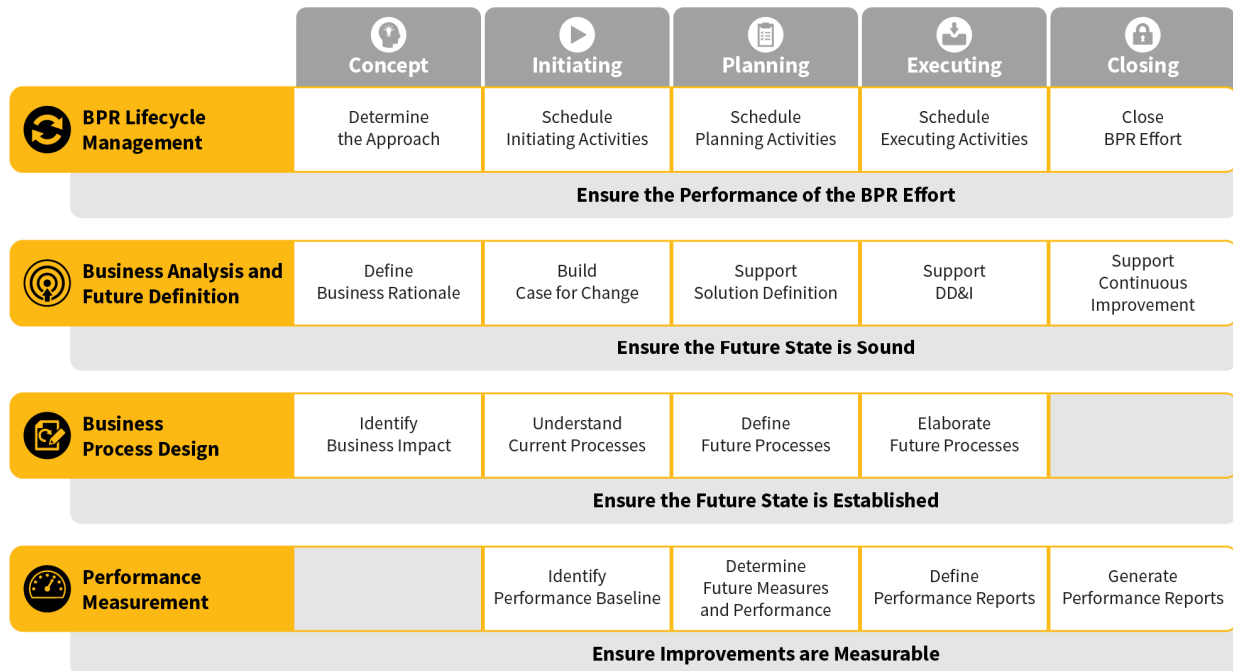 Concept
Initiating
Planning
Executing
Closing
BPR Lifecycle
Management
Determine
the Approach
Schedule
Initiating Activities
Schedule
Planning Activities
Schedule
Executing Activities
Close
BPR Effort
Ensure the Performance of the BPR Effort
Business Analysis and
Future Definition
Define
Business Rationale
Build
Case for Change
Support
Solution Definition
Support
DD&I
Support
Continuous
Improvement
Ensure the Future State is Sound
Business
Process Design
Identify
Business Impact
Understand
Current Processes
Define
Future Processes
Elaborate
Future Processes
Ensure the Future State is Established
Performance
Measurement
Identify
Performance Baseline
Determine
Future Measures
and Performance
Define
Performance Reports
Generate
Performance Reports
Ensure Improvements are Measurable